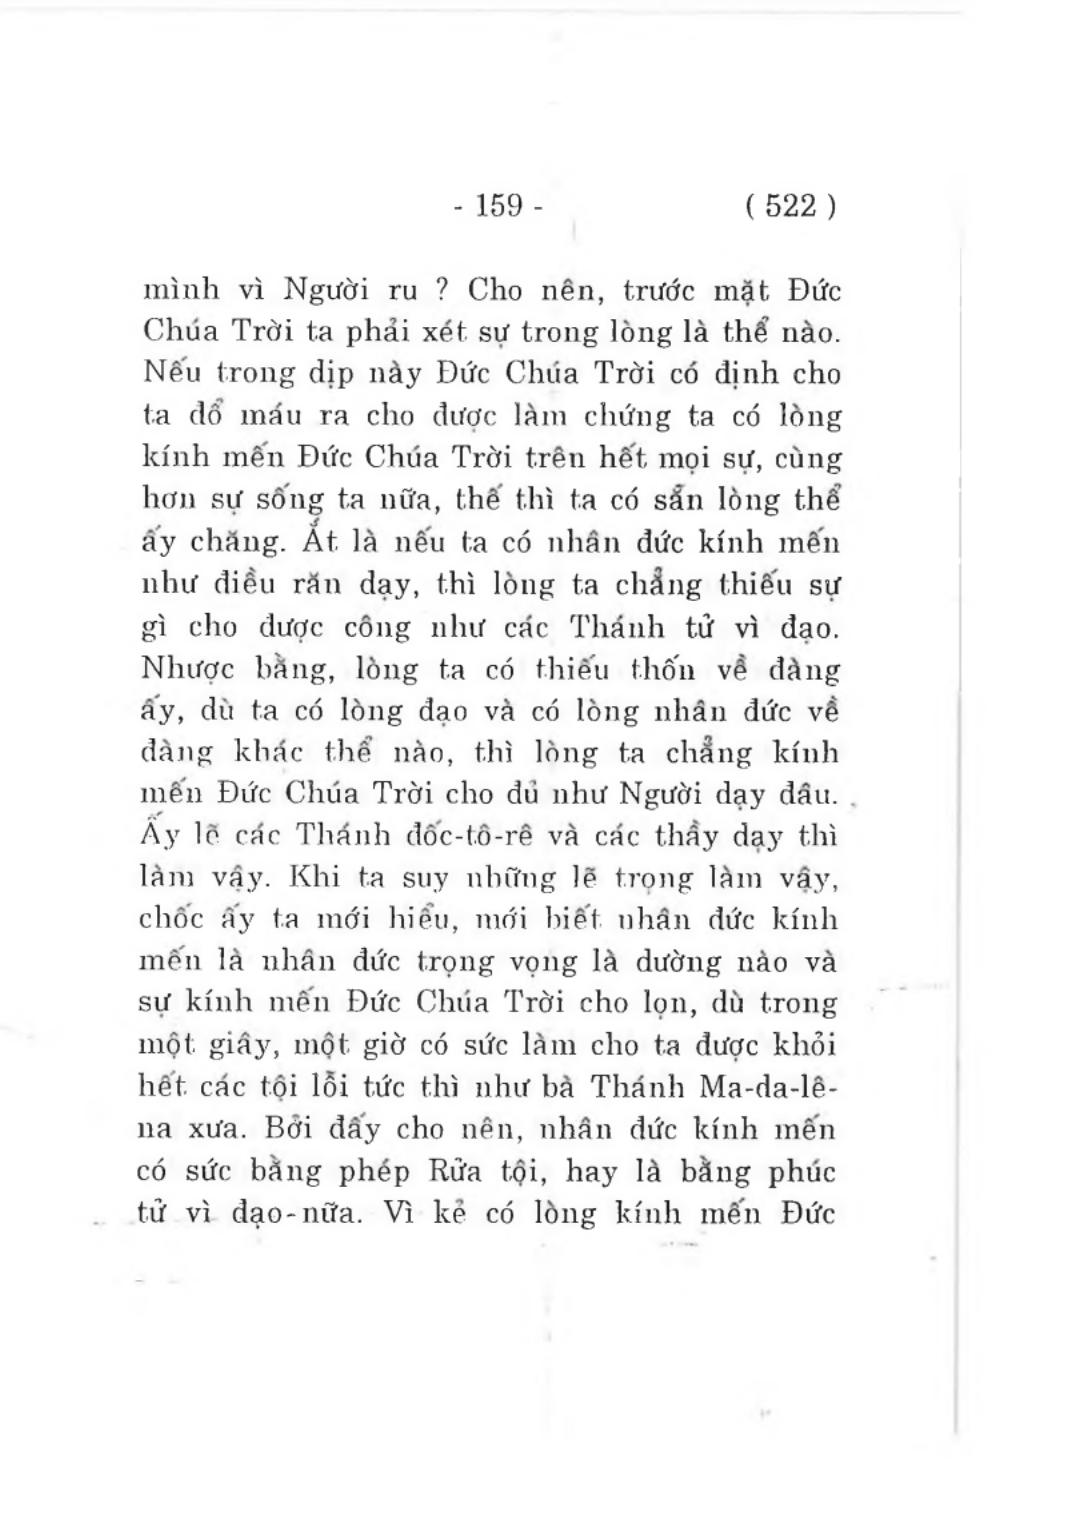 - 159 - ( 522 )
mình vì Người ru ? Cho nên, trước mặt Đức
Chúa Trời ta phải xét sự trong lòng là thể nào.
Nếu trong dịp này Đức Chúa Trời có định cho
ta đổ máu ra cho được làm chứng ta có lòng
kính mến Đức Chúa Trời trên hết mọi sự, cùng
hơn sự sống ta nữa, thế thì ta có sẵn lòng thể
ấy chăng. Ắt là nếu ta có nhân đức kính mến
như điều răn dạy, thì lòng ta chẳng thiếu sự
gì cho được công như các Thánh tử vì đạo.
Nhược bằng, lòng ta có thiếu thốn về đàng
ấy, dù ta có lòng đạo và có lòng nhân đức về
đàng khác thể nào, thì lòng ta chẳng kính
mến Đức Chúa Trời cho đủ như Người dạy đâu.
Ấy lẽ các Thánh đốc-tô-rê và các thầy dạy thì
làm vậy. Khi ta suy những lẽ trọng làm vậy,
chốc ấy ta mới hiểu, mới biết nhân đức kính
mến là nhân đức trọng vọng là dường nào và
sự kính mến Đức Chúa Trời cho lọn, dù trong
một giây, một giờ có sức làm cho ta được khỏi
hết các tội lỗi tức thì như bà Thánh Ma-da-lê-
na xưa. Bởi đấy cho nên, nhân đức kính mến
có sức bằng phép Rửa tội, hay là bằng phúc
tử vì đạo-nữa. Vì kẻ có lòng kính mến Đức